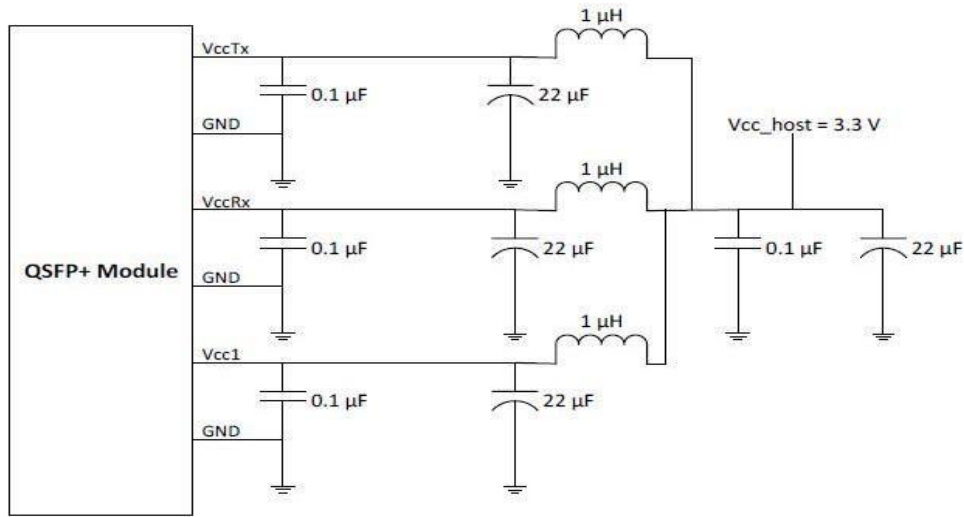 1 µH
VccTx
0.1 µF
22 µF
GND
Vcc_host = 3.3 V
1 µH
VccRx
0.1 µF
22 µF
0.1 µF
22 µF
QSFP+ Module
GND
1 µH
Vcc1
0.1 µF
22 µF
GND